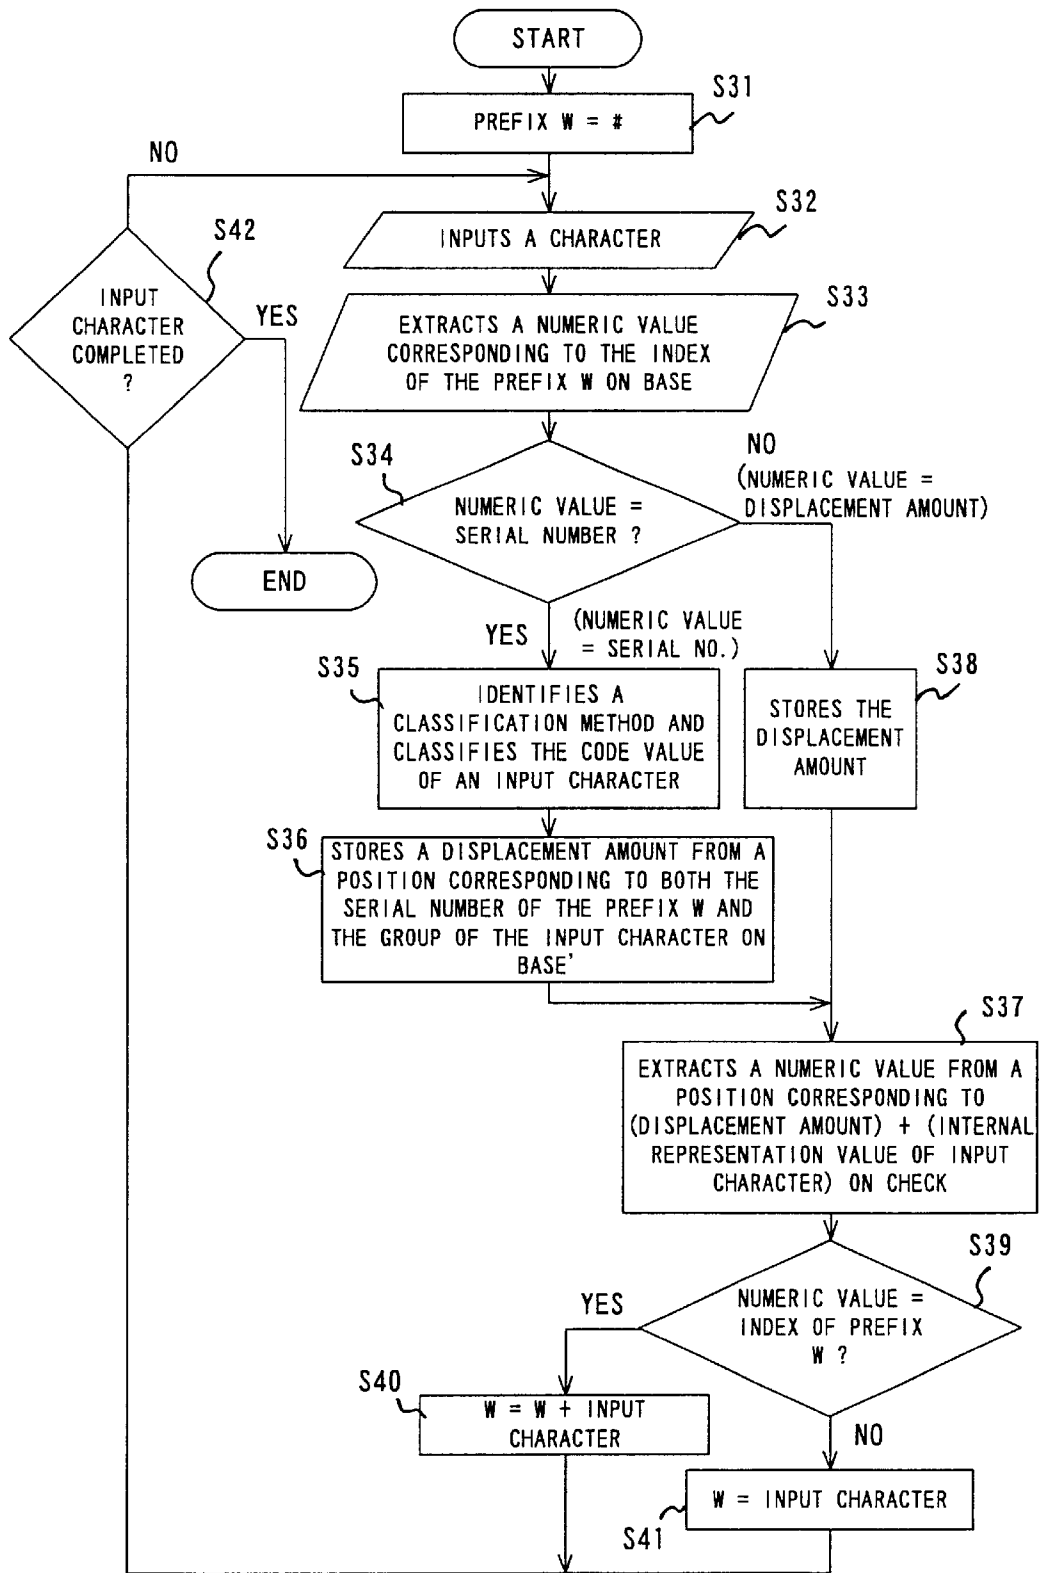 START
S31
PREFIX W = #
NO
S32
INPUTS A CHARACTER
S42
INPUT
CHARACTER
COMPLETED
?
YES
S33
EXTRACTS A NUMERIC VALUE
CORRESPONDING TO THE INDEX
OF THE PREFIX W ON BASE
S34
NUMERIC VALUE =
SERIAL NUMBER ?
NO
(NUMERIC VALUE =
DISPLACEMENT AMOUNT)
END
YES
(NUMERIC VALUE
= SERIAL NO.)
S35
IDENTIFIES A
CLASSIFICATION METHOD AND
CLASSIFIES THE CODE VALUE
OF AN INPUT CHARACTER
S38
STORES THE
DISPLACEMENT
AMOUNT
S36
STORES A DISPLACEMENT AMOUNT FROM A
POSITION CORRESPONDING TO BOTH THE
SERIAL NUMBER OF THE PREFIX W AND
THE GROUP OF THE INPUT CHARACTER ON
BASE'
S37
EXTRACTS A NUMERIC VALUE FROM A
POSITION CORRESPONDING TO
(DISPLACEMENT AMOUNT) + (INTERNAL
REPRESENTATION VALUE OF INPUT
CHARACTER) ON CHECK
S39
NUMERIC VALUE =
INDEX OF PREFIX
W ?
YES
S40
W = W + INPUT
CHARACTER
NO
W = INPUT CHARACTER
S41